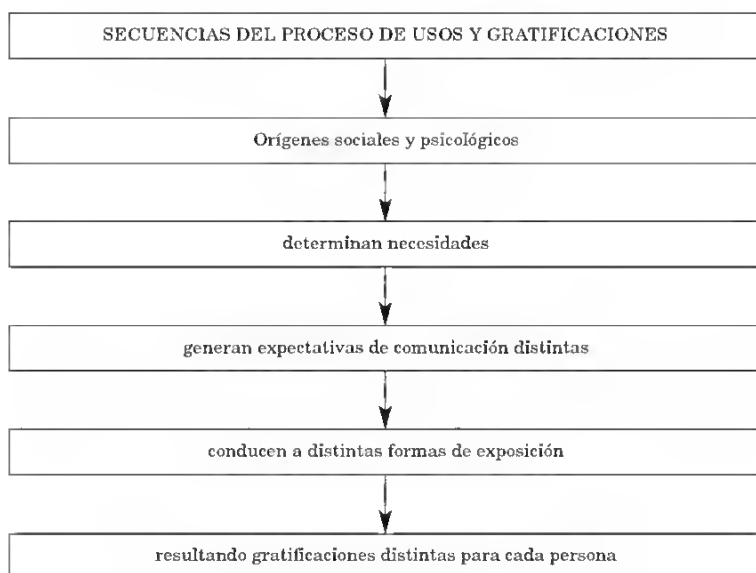 SECUENCIAS DEL PROCESO DE USOS Y GRATIFICACIONES
Orígenes sociales y psicológicos
determinan necesidades
generan expectativas de comunicación distintas
conducen a distintas formas de exposición
resultando gratificaciones distintas para cada persona